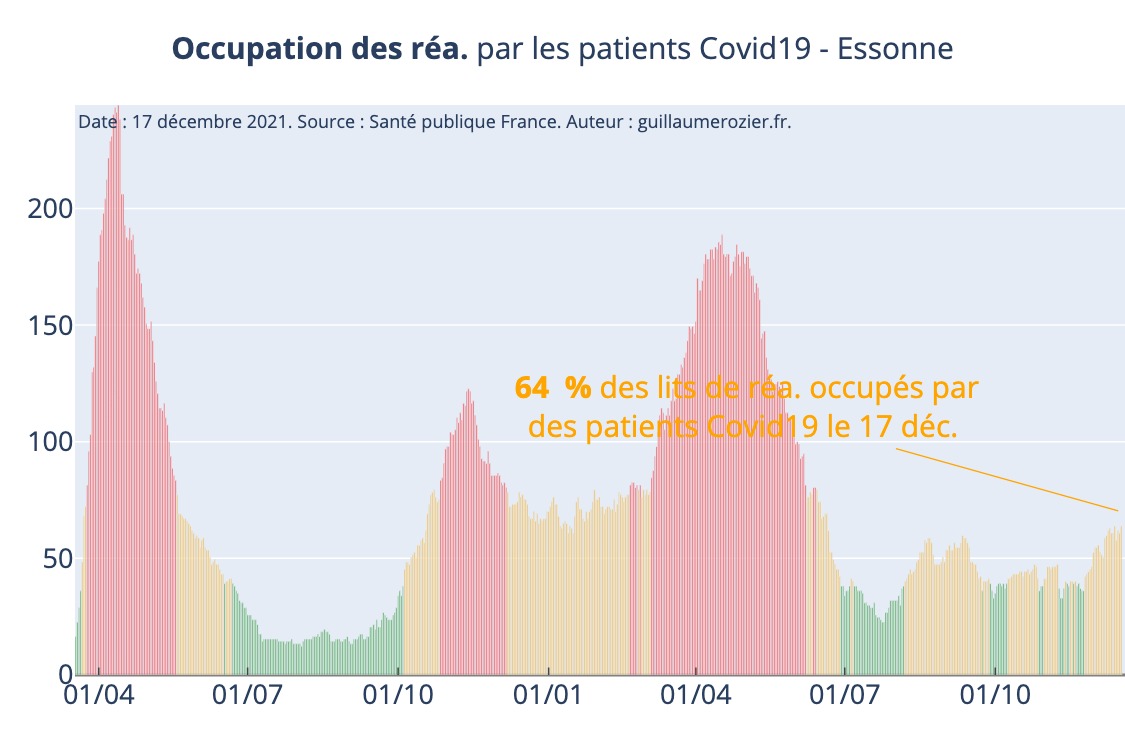 Occupation des réa. par les patients Covid19 - Essonne
Date : 17 décembre 2021. Source : Santé publique France. Auteur : guillaumerozier.fr.
200
150
64 % des lits de réa. occupés par
des patients Covid19 le 17 déc.
100
50
0
01/04 01/07 01/10 01/01 01/04 01/07 01/10